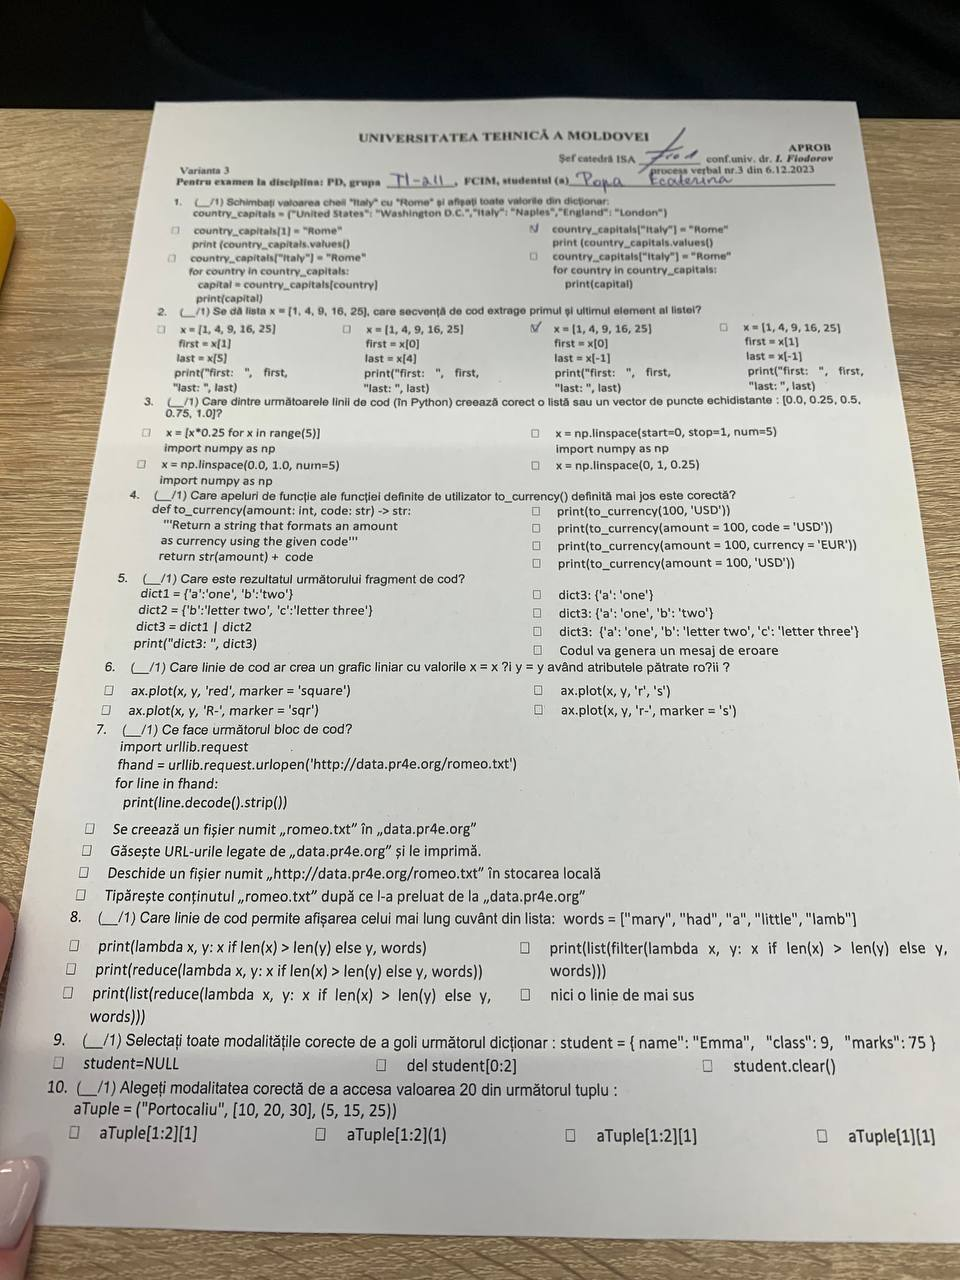 UNIVERSITATEA TEHNICĂ A MOLDOVEI
APROB
Șef catedră ISA conf.univ. dr. I. Fiodorov
Varianta 3 process verbal nr.3 din 6.12.2023
Pentru examen la disciplina: PD, grupa TI-211, FCIM, studentul (a) Popa Ecaterina
1. (__/1) Schimbați valoarea cheii "Italy" cu "Rome" și afișați toate valorile din dicționar:
country_capitals = {"United States": "Washington D.C.","Italy": "Naples","England": "London"}
country_capitals[1] = "Rome"
print (country_capitals.values()
country_capitals["Italy"] = "Rome"
for country in country_capitals:
capital = country_capitals[country]
print(capital)
country_capitals["Italy"] = "Rome"
print (country_capitals.values()
country_capitals["Italy"] = "Rome"
for country in country_capitals:
print(capital)
2. (__/1) Se dă lista x = [1, 4, 9, 16, 25], care secvență de cod extrage primul și ultimul element al listei?
x = [1, 4, 9, 16, 25]
first = x[1]
last = x[5]
print("first: ", first,
"last: ", last)
x = [1, 4, 9, 16, 25]
first = x[0]
last = x[4]
print("first: ", first,
"last: ", last)
x = [1, 4, 9, 16, 25]
first = x[0]
last = x[-1]
print("first: ", first,
"last: ", last)
x = [1, 4, 9, 16, 25]
first = x[1]
last = x[-1]
print("first: ", first,
"last: ", last)
3. (__/1) Care dintre următoarele linii de cod (în Python) creează corect o listă sau un vector de puncte echidistante : [0.0, 0.25, 0.5,
0.75, 1.0]?
x = [x*0.25 for x in range(5)]
import numpy as np
x = np.linspace(0.0, 1.0, num=5)
import numpy as np
x = np.linspace(start=0, stop=1, num=5)
import numpy as np
x = np.linspace(0, 1, 0.25)
4. (__/1) Care apeluri de funcție ale funcției definite de utilizator to_currency() definită mai jos este corectă?
def to_currency(amount: int, code: str) -> str:
'''Return a string that formats an amount
as currency using the given code'''
return str(amount) + code
print(to_currency(100, 'USD'))
print(to_currency(amount = 100, code = 'USD'))
print(to_currency(amount = 100, currency = 'EUR'))
print(to_currency(amount = 100, 'USD'))
5. (__/1) Care este rezultatul următorului fragment de cod?
dict1 = {'a':'one', 'b':'two'}
dict2 = {'b':'letter two', 'c':'letter three'}
dict3 = dict1 | dict2
print("dict3: ", dict3)
dict3: {'a': 'one'}
dict3: {'a': 'one', 'b': 'two'}
dict3: {'a': 'one', 'b': 'letter two', 'c': 'letter three'}
Codul va genera un mesaj de eroare
6. (__/1) Care linie de cod ar crea un grafic liniar cu valorile x = x ?i y = y având atributele pătrate ro?ii ?
ax.plot(x, y, 'red', marker = 'square')
ax.plot(x, y, 'r', 's')
ax.plot(x, y, 'R-', marker = 'sqr')
ax.plot(x, y, 'r-', marker = 's')
7. (__/1) Ce face următorul bloc de cod?
import urllib.request
fhand = urllib.request.urlopen('http://data.pr4e.org/romeo.txt')
for line in fhand:
print(line.decode().strip())
Se creează un fișier numit „romeo.txt” în „data.pr4e.org”
Găsește URL-urile legate de „data.pr4e.org” și le imprimă.
Deschide un fișier numit „http://data.pr4e.org/romeo.txt” în stocarea locală
Tipărește conținutul „romeo.txt” după ce l-a preluat de la „data.pr4e.org”
8. (__/1) Care linie de cod permite afișarea celui mai lung cuvânt din lista: words = ["mary", "had", "a", "little", "lamb"]
print(lambda x, y: x if len(x) > len(y) else y, words)
print(reduce(lambda x, y: x if len(x) > len(y) else y, words))
print(list(reduce(lambda x, y: x if len(x) > len(y) else y,
words)))
print(list(filter(lambda x, y: x if len(x) > len(y) else y,
words)))
nici o linie de mai sus
9. (__/1) Selectați toate modalitățile corecte de a goli următorul dicționar : student = { name": "Emma", "class": 9, "marks": 75 }
student=NULL del student[0:2] student.clear()
10. (__/1) Alegeți modalitatea corectă de a accesa valoarea 20 din următorul tuplu :
aTuple = ("Portocaliu", [10, 20, 30], (5, 15, 25))
aTuple[1:2][1] aTuple[1:2](1) aTuple[1:2][1] aTuple[1][1]